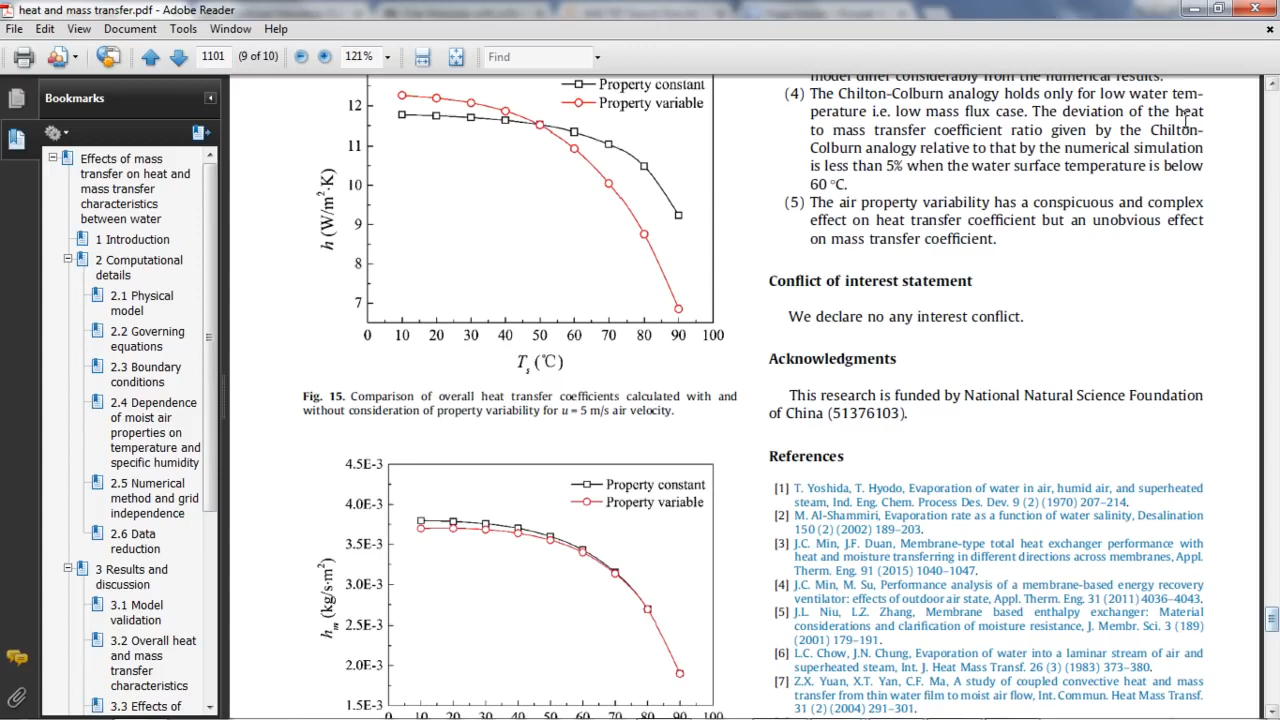 heat and mass transfer.pdf - Adobe Reader
File Edit View Document Tools Window Help
1101 (9 of 10) 121% Find
Bookmarks
Effects of mass
transfer on heat and
mass transfer
characteristics
between water
1 Introduction
2 Computational
details
2.1 Physical
model
2.2 Governing
equations
2.3 Boundary
conditions
2.4 Dependence
of moist air
properties on
temperature and
specific humidity
2.5 Numerical
method and grid
independence
2.6 Data
reduction
3 Results and
discussion
3.1 Model
validation
3.2 Overall heat
and mass
transfer
characteristics
3.3 Effects of
Property constant
Property variable
12
11
10
9
8
7
h (W/m²·K)
0 10 20 30 40 50 60 70 80 90 100
Ts (℃)
Fig. 15. Comparison of overall heat transfer coefficients calculated with and
without consideration of property variability for u = 5 m/s air velocity.
4.5E-3
Property constant
Property variable
4.0E-3
3.5E-3
3.0E-3
2.5E-3
2.0E-3
1.5E-3
hm (kg/s·m²)
0 10 20 30 40 50 60 70 80 90 100
model differ considerably from the numerical results.
(4) The Chilton-Colburn analogy holds only for low water tem-
perature i.e. low mass flux case. The deviation of the heat
to mass transfer coefficient ratio given by the Chilton-
Colburn analogy relative to that by the numerical simulation
is less than 5% when the water surface temperature is below
60 °C.
(5) The air property variability has a conspicuous and complex
effect on heat transfer coefficient but an unobvious effect
on mass transfer coefficient.
Conflict of interest statement
We declare no any interest conflict.
Acknowledgments
This research is funded by National Natural Science Foundation
of China (51376103).
References
[1] T. Yoshida, T. Hyodo, Evaporation of water in air, humid air, and superheated
steam, Ind. Eng. Chem. Process Des. Dev. 9 (2) (1970) 207–214.
[2] M. Al-Shammiri, Evaporation rate as a function of water salinity, Desalination
150 (2) (2002) 189–203.
[3] J.C. Min, J.F. Duan, Membrane-type total heat exchanger performance with
heat and moisture transferring in different directions across membranes, Appl.
Therm. Eng. 91 (2015) 1040–1047.
[4] J.C. Min, M. Su, Performance analysis of a membrane-based energy recovery
ventilator: effects of outdoor air state, Appl. Therm. Eng. 31 (2011) 4036–4043.
[5] J.L. Niu, L.Z. Zhang, Membrane based enthalpy exchanger: Material
considerations and clarification of moisture resistance, J. Membr. Sci. 3 (189)
(2001) 179–191.
[6] L.C. Chow, J.N. Chung, Evaporation of water into a laminar stream of air and
superheated steam, Int. J. Heat Mass Transf. 26 (3) (1983) 373–380.
[7] Z.X. Yuan, X.T. Yan, C.F. Ma, A study of coupled convective heat and mass
transfer from thin water film to moist air flow, Int. Commun. Heat Mass Transf.
31 (2) (2004) 291–301.